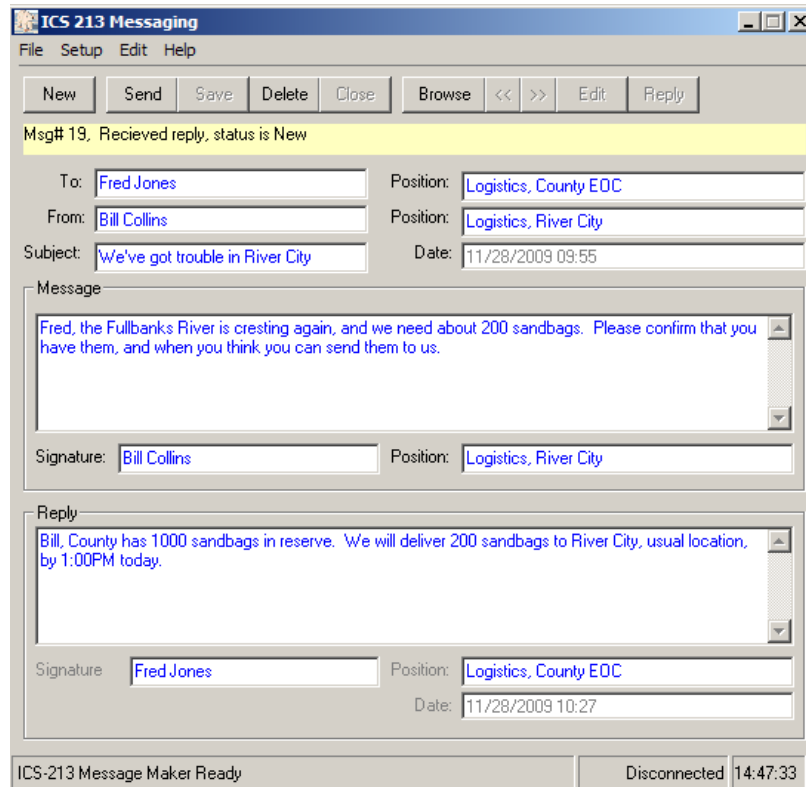 ICS 213 Messaging
File Setup Edit Help
New Send Save Delete Close Browse << >> Edit Reply
Msg# 19, Recieved reply, status is New
To: Fred Jones Position: Logistics, County EOC
From: Bill Collins Position: Logistics, River City
Subject: We've got trouble in River City Date: 11/28/2009 09:55
Message
Fred, the Fullbanks River is cresting again, and we need about 200 sandbags. Please confirm that you
have them, and when you think you can send them to us.
Signature: Bill Collins Position: Logistics, River City
Reply
Bill, County has 1000 sandbags in reserve. We will deliver 200 sandbags to River City, usual location,
by 1:00PM today.
Signature Fred Jones Position: Logistics, County EOC
Date: 11/28/2009 10:27
ICS-213 Message Maker Ready Disconnected 14:47:33